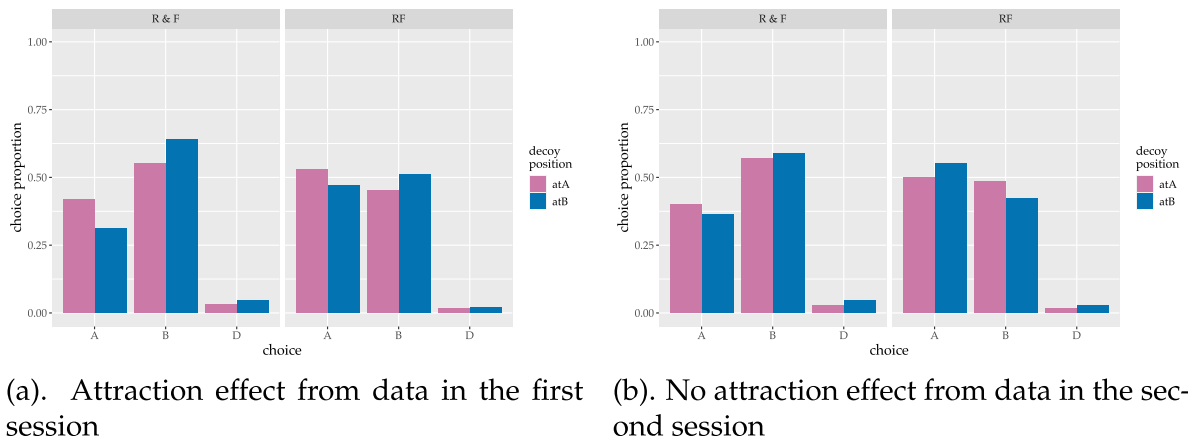 R & F
RF
1.00
0.75
0.50
0.25
0.00
choice proportion
A
B
D
A
B
D
choice
decoy
position
atA
atB
R & F
RF
1.00
0.75
0.50
0.25
0.00
choice proportion
A
B
D
A
B
D
choice
decoy
position
atA
atB
(a). Attraction effect from data in the first
session
(b). No attraction effect from data in the sec-
ond session